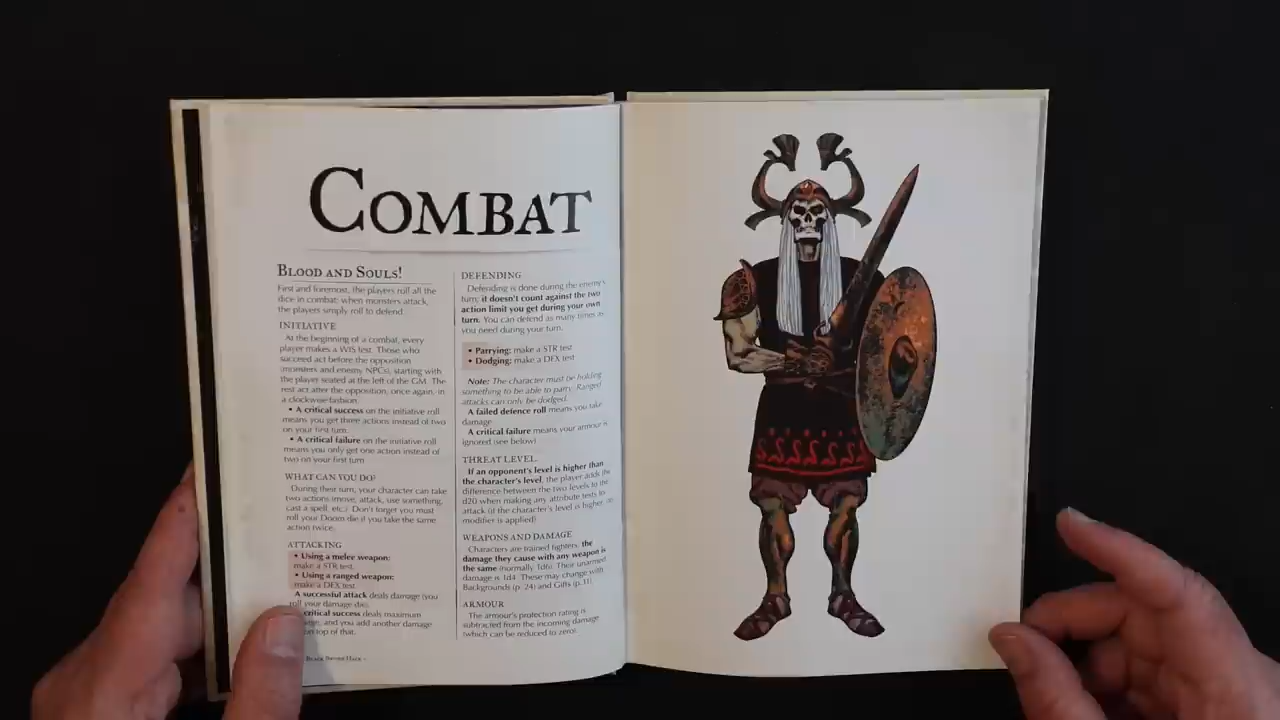 COMBAT
BLOOD AND SOULS!
First and foremost, the players roll all the
dice in combat: when monsters attack,
the players simply roll to defend.
INITIATIVE
At the beginning of a combat, every
player makes a WIS test. Those who
succeed act before the opposition
(monsters and enemy NPCs), starting with
the player seated at the left of the GM. The
rest act after the opposition, once again, in
a clockwise fashion.
• A critical success on the initiative roll
means you get three actions instead of two
on your first turn.
• A critical failure on the initiative roll
means you only get one action instead of
two on your first turn.
WHAT CAN YOU DO?
During their turn, your character can take
two actions (move, attack, use something,
cast a spell, etc.) Don't forget you must
roll your Doom die if you take the same
action twice.
ATTACKING
• Using a melee weapon:
make a STR test.
• Using a ranged weapon:
make a DEX test.
A successful attack deals damage (you
roll your damage die).
critical success deals maximum
and you add another damage
on top of that.
BLACK SWORD HACK
DEFENDING
Defending is done during the enemy's
turn; it doesn't count against the two
action limit you get during your own
turn. You can defend as many times as
you need during your turn.
• Parrying: make a STR test
• Dodging: make a DEX test
Note: The character must be holding
something to be able to parry. Ranged
attacks can only be dodged.
A failed defence roll means you take
damage
A critical failure means your armour is
ignored (see below)
THREAT LEVEL
If an opponent's level is higher than
the character's level, the player adds the
difference between the two levels to the
d20 when making any attribute tests to
attack (if the character's level is higher, no
modifier is applied)
WEAPONS AND DAMAGE
Characters are trained fighters: the
damage they cause with any weapon is
the same (normally 1d6). Their unarmed
damage is 1d4. These may change with
Backgrounds (p. 24) and Gifts (p. 31).
ARMOUR
The armour's protection rating is
subtracted from the incoming damage
(which can be reduced to zero).